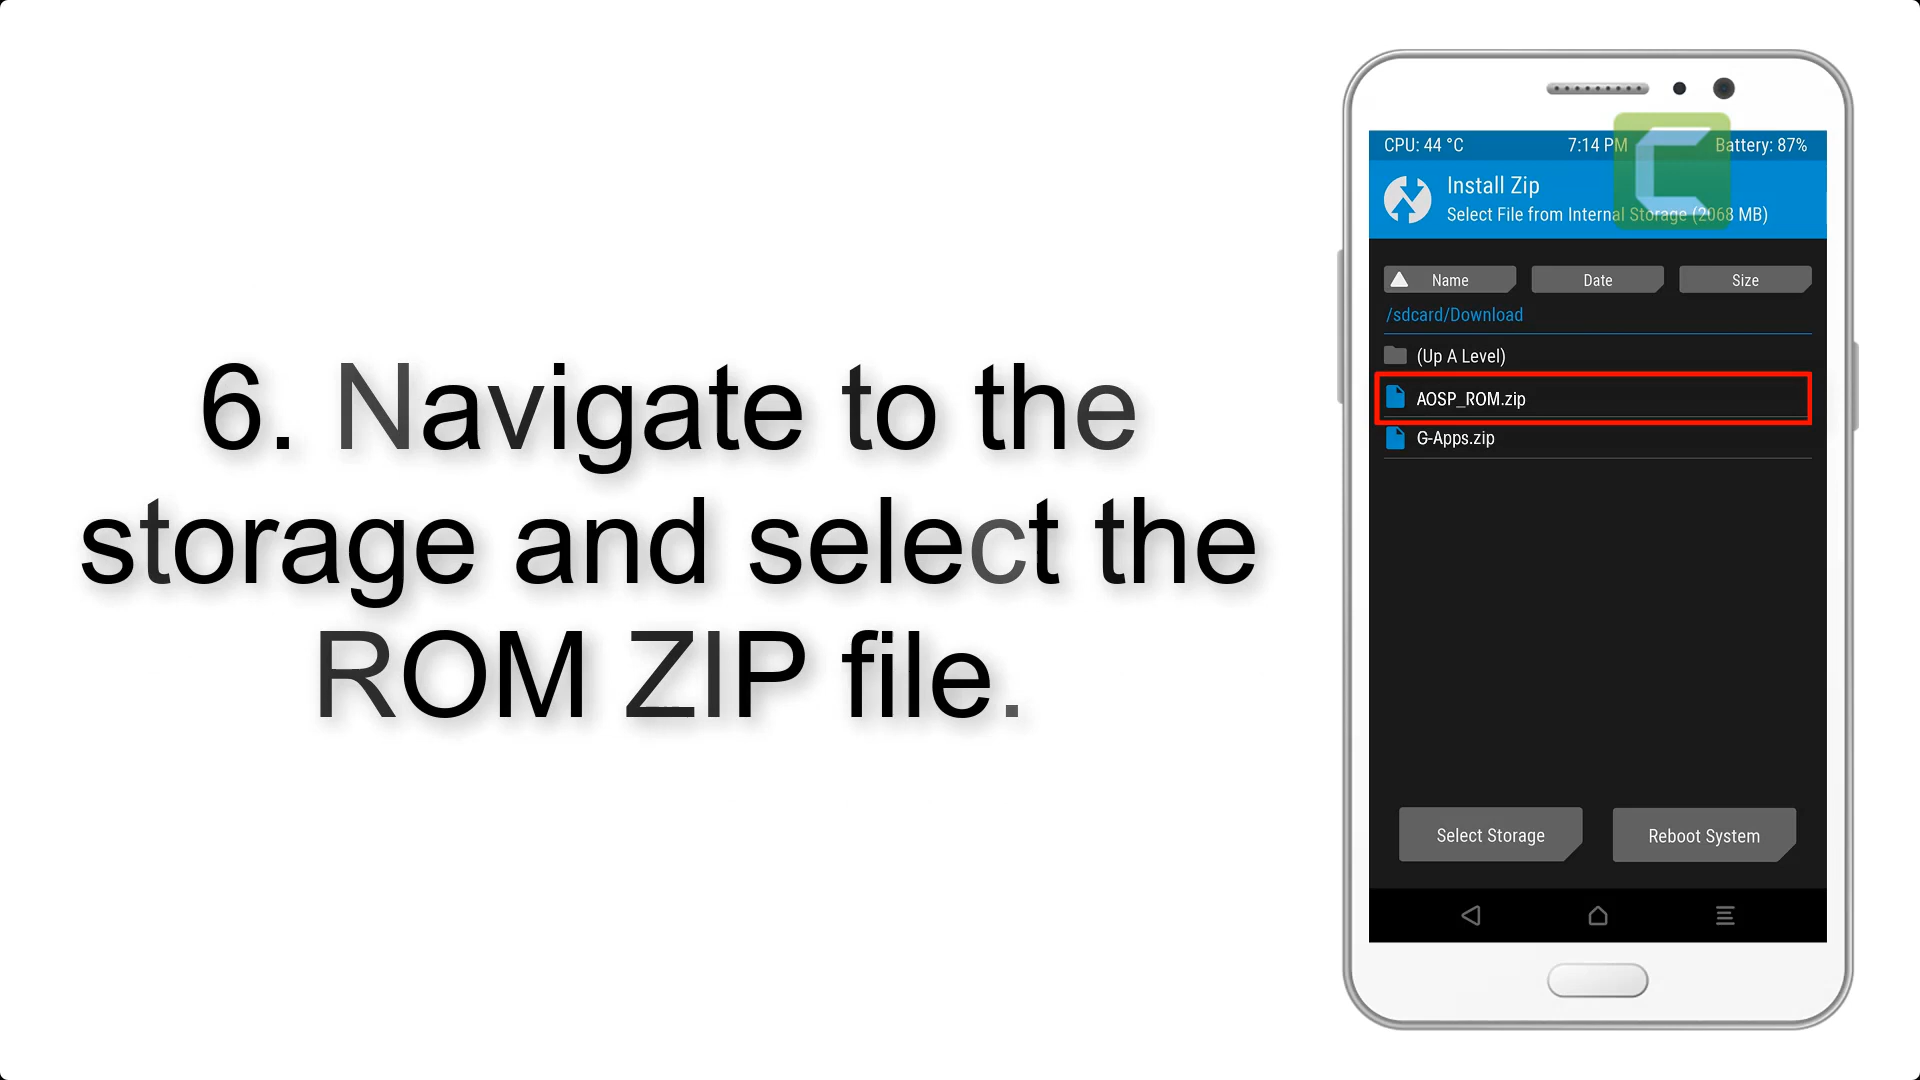 6. Navigate to the
storage and select the
ROM ZIP file.
CPU: 44 °C 7:14 PM Battery: 87%
Install Zip
Select File from Internal Storage (2068 MB)
Name Date Size
/sdcard/Download
(Up A Level)
AOSP_ROM.zip
G-Apps.zip
Select Storage Reboot System